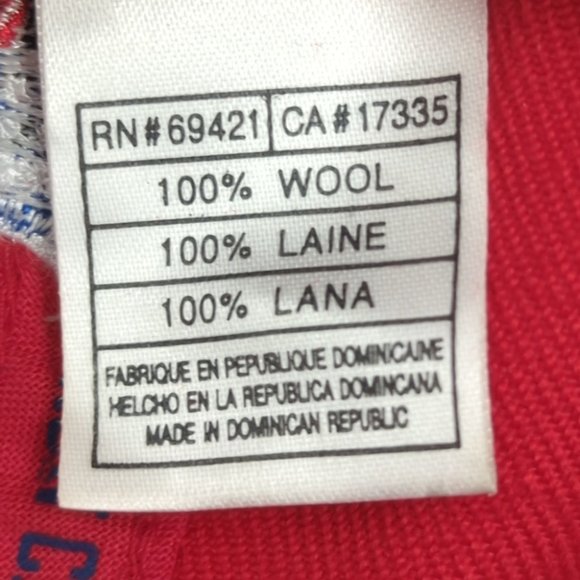 RN#69421 CA#17335
100% WOOL
100% LAINE
100% LANA
FABRIQUE EN PEPUBLIQUE DOMINICAINE
HELCHO EN LA REPUBLICA DOMINCANA
MADE IN DOMINICAN REPUBLIC